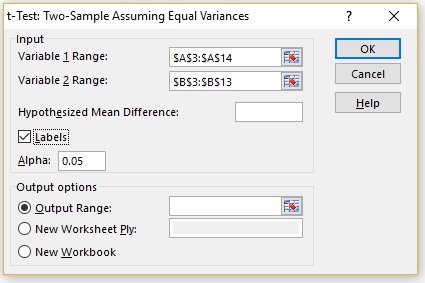 t-Test: Two-Sample Assuming Equal Variances
Input
Variable 1 Range: $A$3:$A$14
Variable 2 Range: $B$3:$B$13
Hypothesized Mean Difference:
Labels
Alpha: 0.05
OK
Cancel
Help
Output options
Output Range:
New Worksheet Ply:
New Workbook